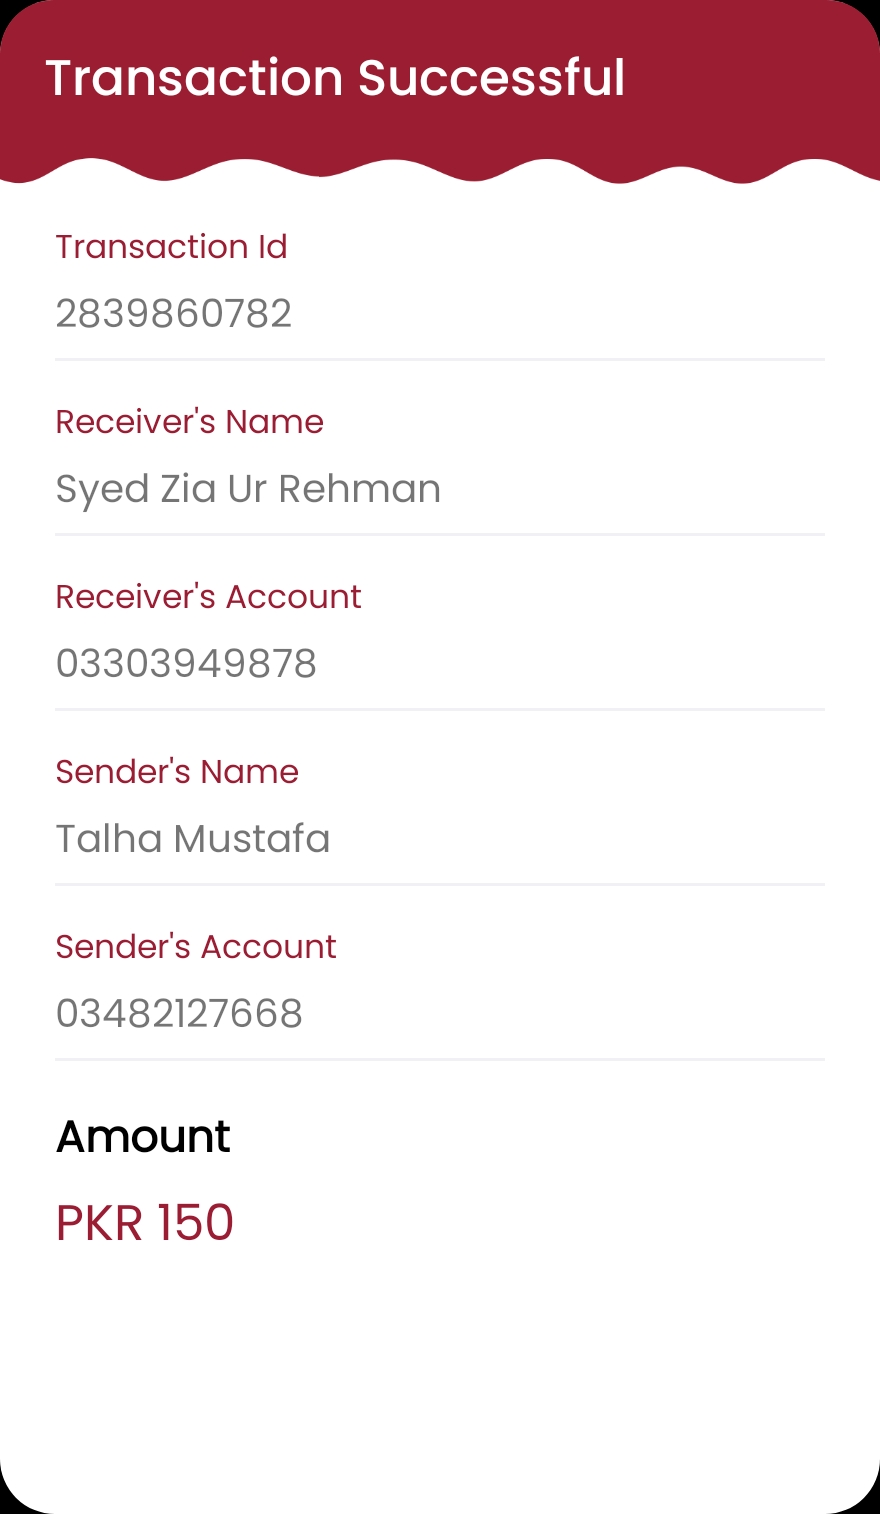 Transaction Successful
Transaction Id
2839860782
Receiver's Name
Syed Zia Ur Rehman
Receiver's Account
03303949878
Sender's Name
Talha Mustafa
Sender's Account
03482127668
Amount
PKR 150